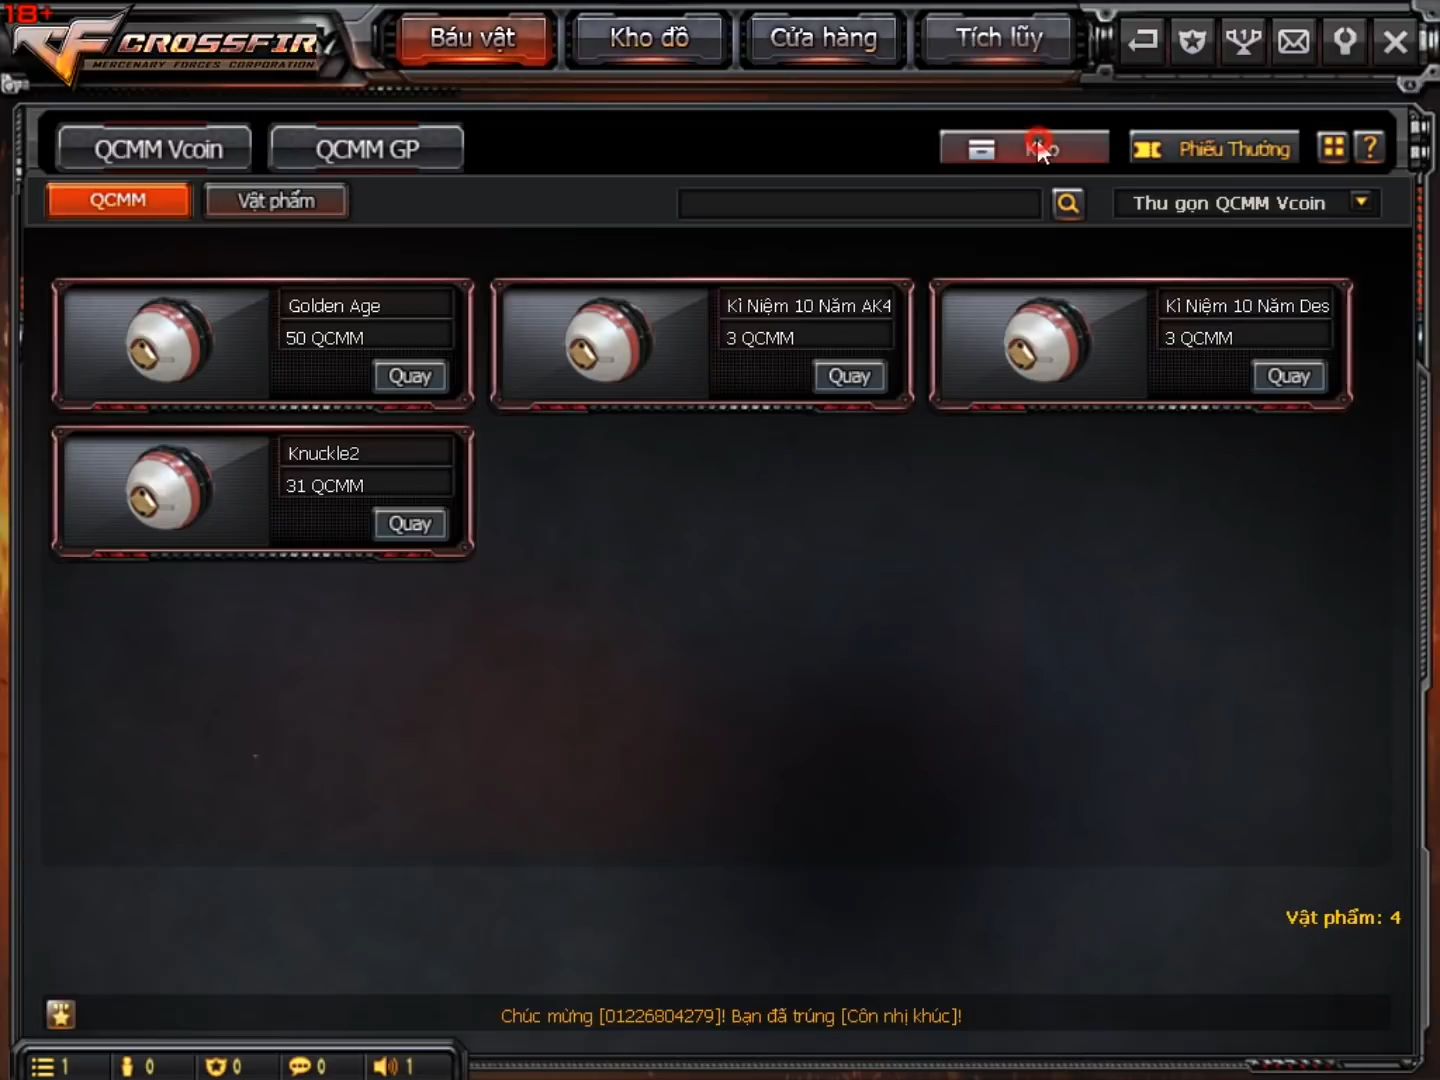 18+
CROSSFIR
MERCENARY FORCES CORPORATION
Báu vật
Kho đồ
Cửa hàng
Tích lũy
QCMM Vcoin
QCMM GP
Phiếu Thưởng
?
QCMM
Vật phẩm
Thu gọn QCMM Vcoin
Golden Age
50 QCMM
Quay
Kỉ Niệm 10 Năm AK4
3 QCMM
Quay
Kỉ Niệm 10 Năm Des
3 QCMM
Quay
Knuckle2
31 QCMM
Quay
Vật phẩm: 4
Chúc mừng [01226804279]! Bạn đã trúng [Côn nhị khúc]!
1
0
0
0
1